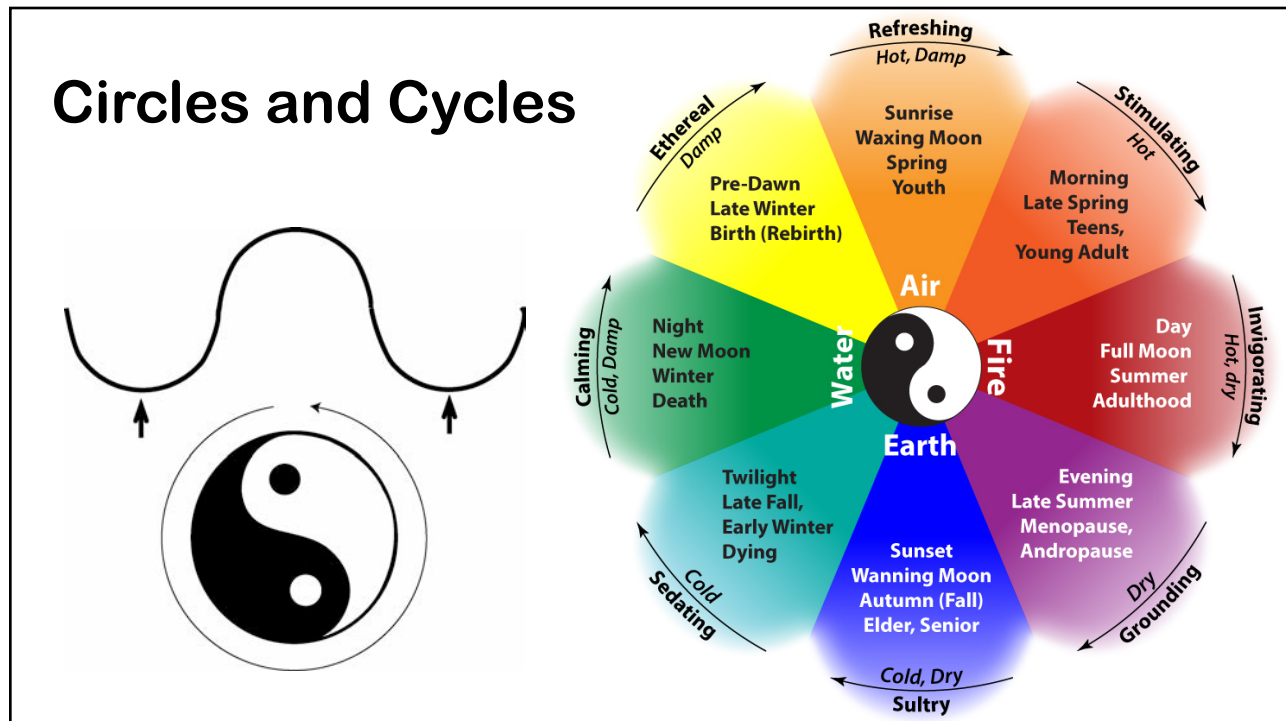 Circles and Cycles
Refreshing
Hot, Damp
Sunrise
Waxing Moon
Spring
Youth
Stimulating
Hot
Morning
Late Spring
Teens,
Young Adult
Invigorating
Hot, dry
Day
Full Moon
Summer
Adulthood
Grounding
Dry
Evening
Late Summer
Menopause,
Andropause
Cold, Dry
Sultry
Sunset
Wanning Moon
Autumn (Fall)
Elder, Senior
Sedating
Cold
Twilight
Late Fall,
Early Winter
Dying
Calming
Cold, Damp
Night
New Moon
Winter
Death
Ethereal
Damp
Pre-Dawn
Late Winter
Birth (Rebirth)
Air
Fire
Earth
Water